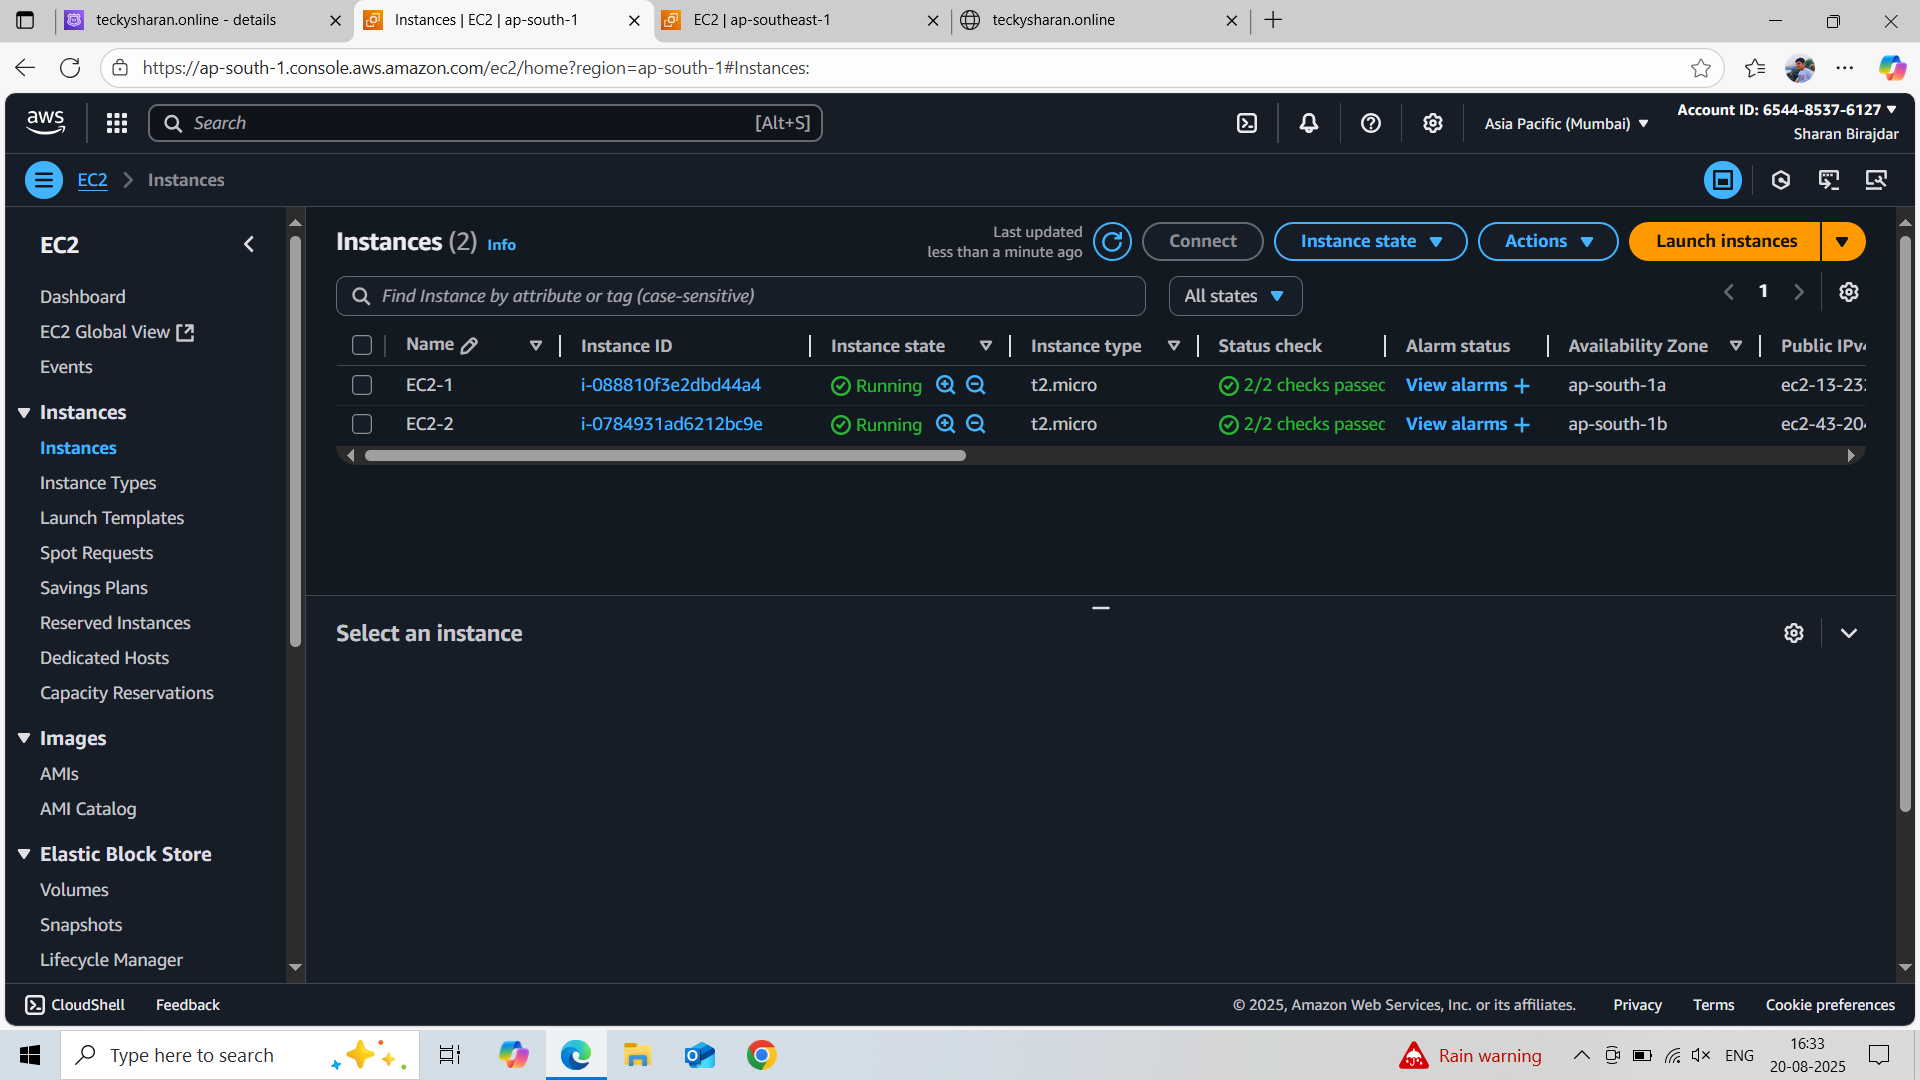 teckysharan.online - details
Instances | EC2 | ap-south-1
EC2 | ap-southeast-1
teckysharan.online
https://ap-south-1.console.aws.amazon.com/ec2/home?region=ap-south-1#Instances:
aws
Search
[Alt+S]
Asia Pacific (Mumbai)
Account ID: 6544-8537-6127
Sharan Birajdar
EC2
Instances
EC2
Dashboard
EC2 Global View
Events
Instances
Instances
Instance Types
Launch Templates
Spot Requests
Savings Plans
Reserved Instances
Dedicated Hosts
Capacity Reservations
Images
AMIs
AMI Catalog
Elastic Block Store
Volumes
Snapshots
Lifecycle Manager
Instances (2) Info
Last updated
less than a minute ago
Connect
Instance state
Actions
Launch instances
Find Instance by attribute or tag (case-sensitive)
All states
1
Name Instance ID Instance state Instance type Status check Alarm status Availability Zone Public IPv4
EC2-1 i-088810f3e2dbd44a4 Running t2.micro 2/2 checks passed View alarms + ap-south-1a ec2-13-232
EC2-2 i-0784931ad6212bc9e Running t2.micro 2/2 checks passed View alarms + ap-south-1b ec2-43-204
Select an instance
CloudShell
Feedback
© 2025, Amazon Web Services, Inc. or its affiliates.
Privacy
Terms
Cookie preferences
Type here to search
Rain warning
ENG
16:33
20-08-2025